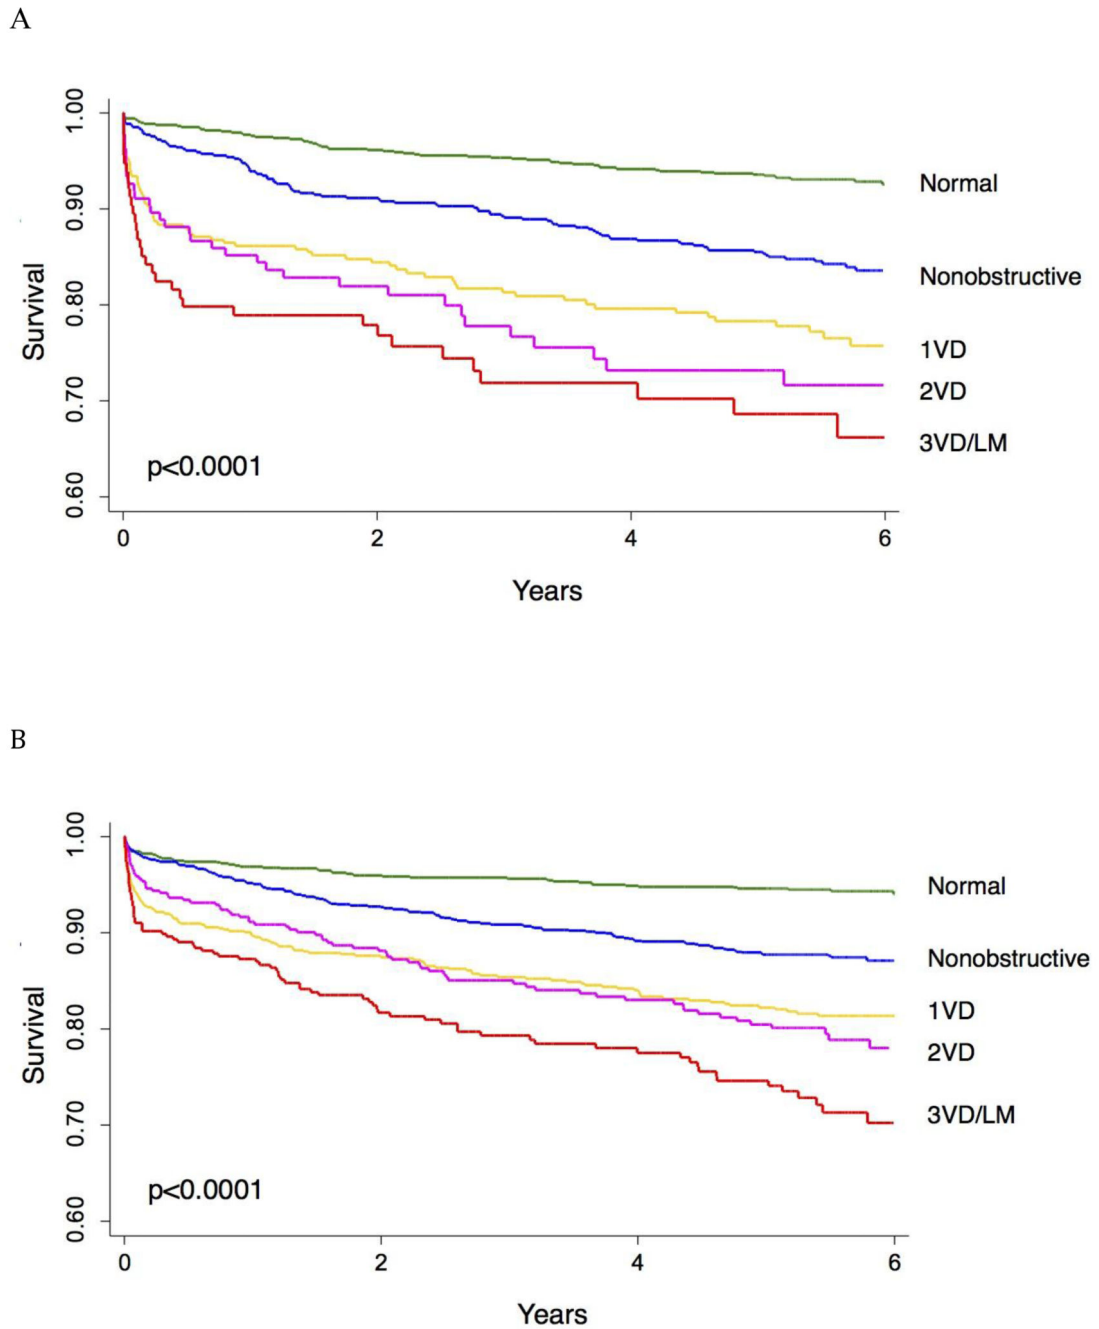 A
1.00
0.90
0.80
0.70
0.60
Survival
Normal
Nonobstructive
1VD
2VD
3VD/LM
p<0.0001
0 2 4 6
Years
B
1.00
0.90
0.80
0.70
0.60
Survival
Normal
Nonobstructive
1VD
2VD
3VD/LM
p<0.0001
0 2 4 6
Years